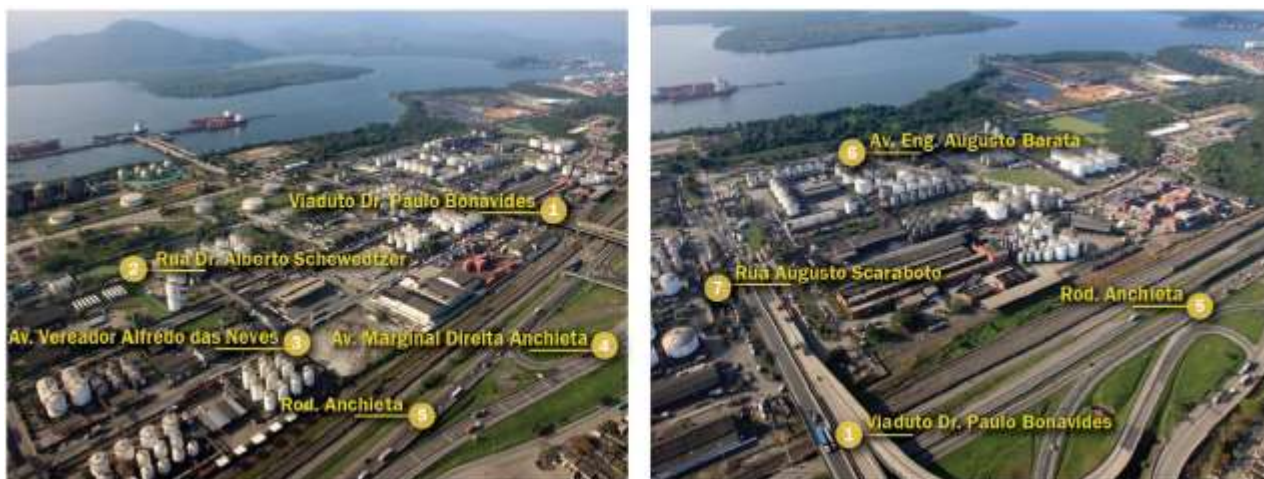 Viaduto Dr. Paulo Bonavides 1
2 Rua Dr. Alberto Schewedtzer
Av. Vereador Alfredo das Neves 3
Av. Marginal Direita Anchieta 4
Rod. Anchieta 5
6 Av. Eng. Augusto Barata
7 Rua Augusto Scaraboto
Rod. Anchieta 5
1 Viaduto Dr. Paulo Bonavides